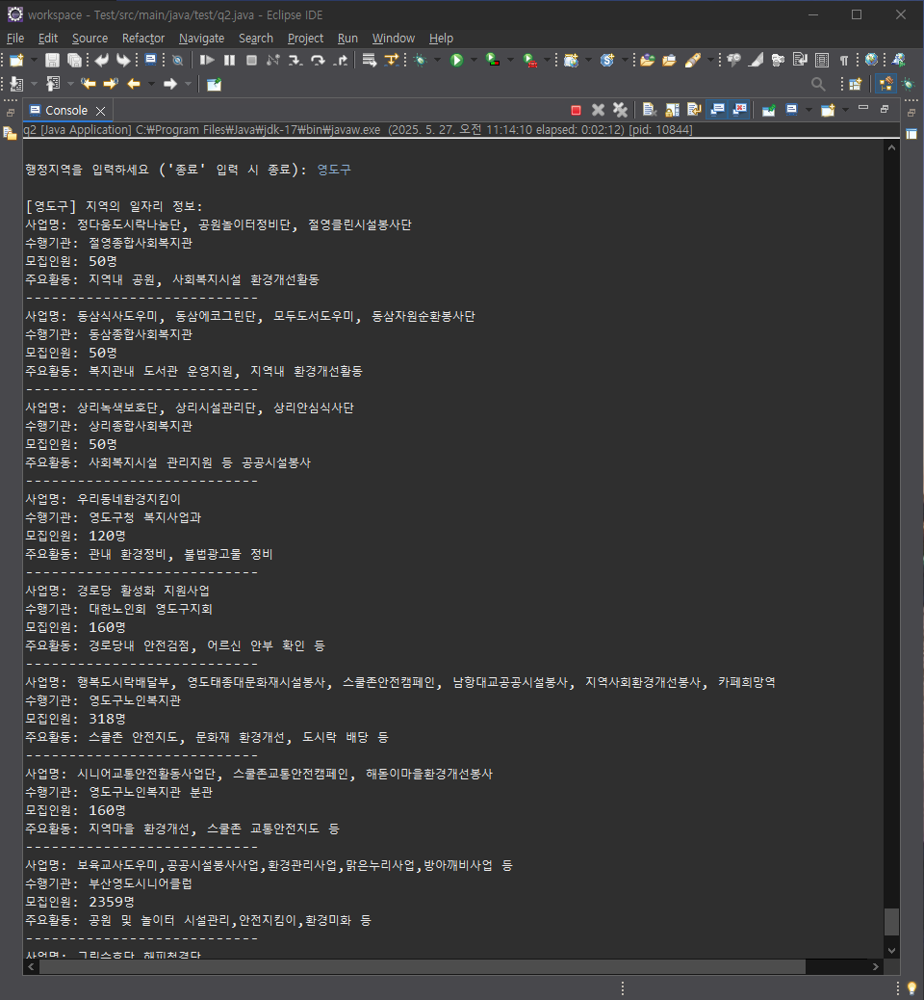 workspace - Test/src/main/java/test/q2.java - Eclipse IDE
File Edit Source Refactor Navigate Search Project Run Window Help
Console
q2 [Java Application] C:₩Program Files₩Java₩jdk-17₩bin₩javaw.exe (2025. 5. 27. 오전 11:14:10 elapsed: 0:02:12) [pid: 10844]
행정지역을 입력하세요 ('종료' 입력 시 종료): 영도구
[영도구] 지역의 일자리 정보:
사업명: 정다움도시락나눔단, 공원놀이터정비단, 절영클린시설봉사단
수행기관: 절영종합사회복지관
모집인원: 50명
주요활동: 지역내 공원, 사회복지시설 환경개선활동
---------------------------
사업명: 동삼식사도우미, 동삼에코그린단, 모두도서도우미, 동삼자원순환봉사단
수행기관: 동삼종합사회복지관
모집인원: 50명
주요활동: 복지관내 도서관 운영지원, 지역내 환경개선활동
---------------------------
사업명: 상리녹색보호단, 상리시설관리단, 상리안심식사단
수행기관: 상리종합사회복지관
모집인원: 50명
주요활동: 사회복지시설 관리지원 등 공공시설봉사
---------------------------
사업명: 우리동네환경지킴이
수행기관: 영도구청 복지사업과
모집인원: 120명
주요활동: 관내 환경정비, 불법광고물 정비
---------------------------
사업명: 경로당 활성화 지원사업
수행기관: 대한노인회 영도구지회
모집인원: 160명
주요활동: 경로당내 안전검점, 어르신 안부 확인 등
---------------------------
사업명: 행복도시락배달부, 영도태종대문화재시설봉사, 스쿨존안전캠페인, 남항대교공공시설봉사, 지역사회환경개선봉사, 카페희망역
수행기관: 영도구노인복지관
모집인원: 318명
주요활동: 스쿨존 안전지도, 문화재 환경개선, 도시락 배당 등
---------------------------
사업명: 시니어교통안전활동사업단, 스쿨존교통안전캠페인, 해돋이마을환경개선봉사
수행기관: 영도구노인복지관 분관
모집인원: 160명
주요활동: 지역마을 환경개선, 스쿨존 교통안전지도 등
---------------------------
사업명: 보육교사도우미,공공시설봉사사업,환경관리사업,맑은누리사업,방아깨비사업 등
수행기관: 부산영도시니어클럽
모집인원: 2359명
주요활동: 공원 및 놀이터 시설관리,안전지킴이,환경미화 등
---------------------------
사업명: